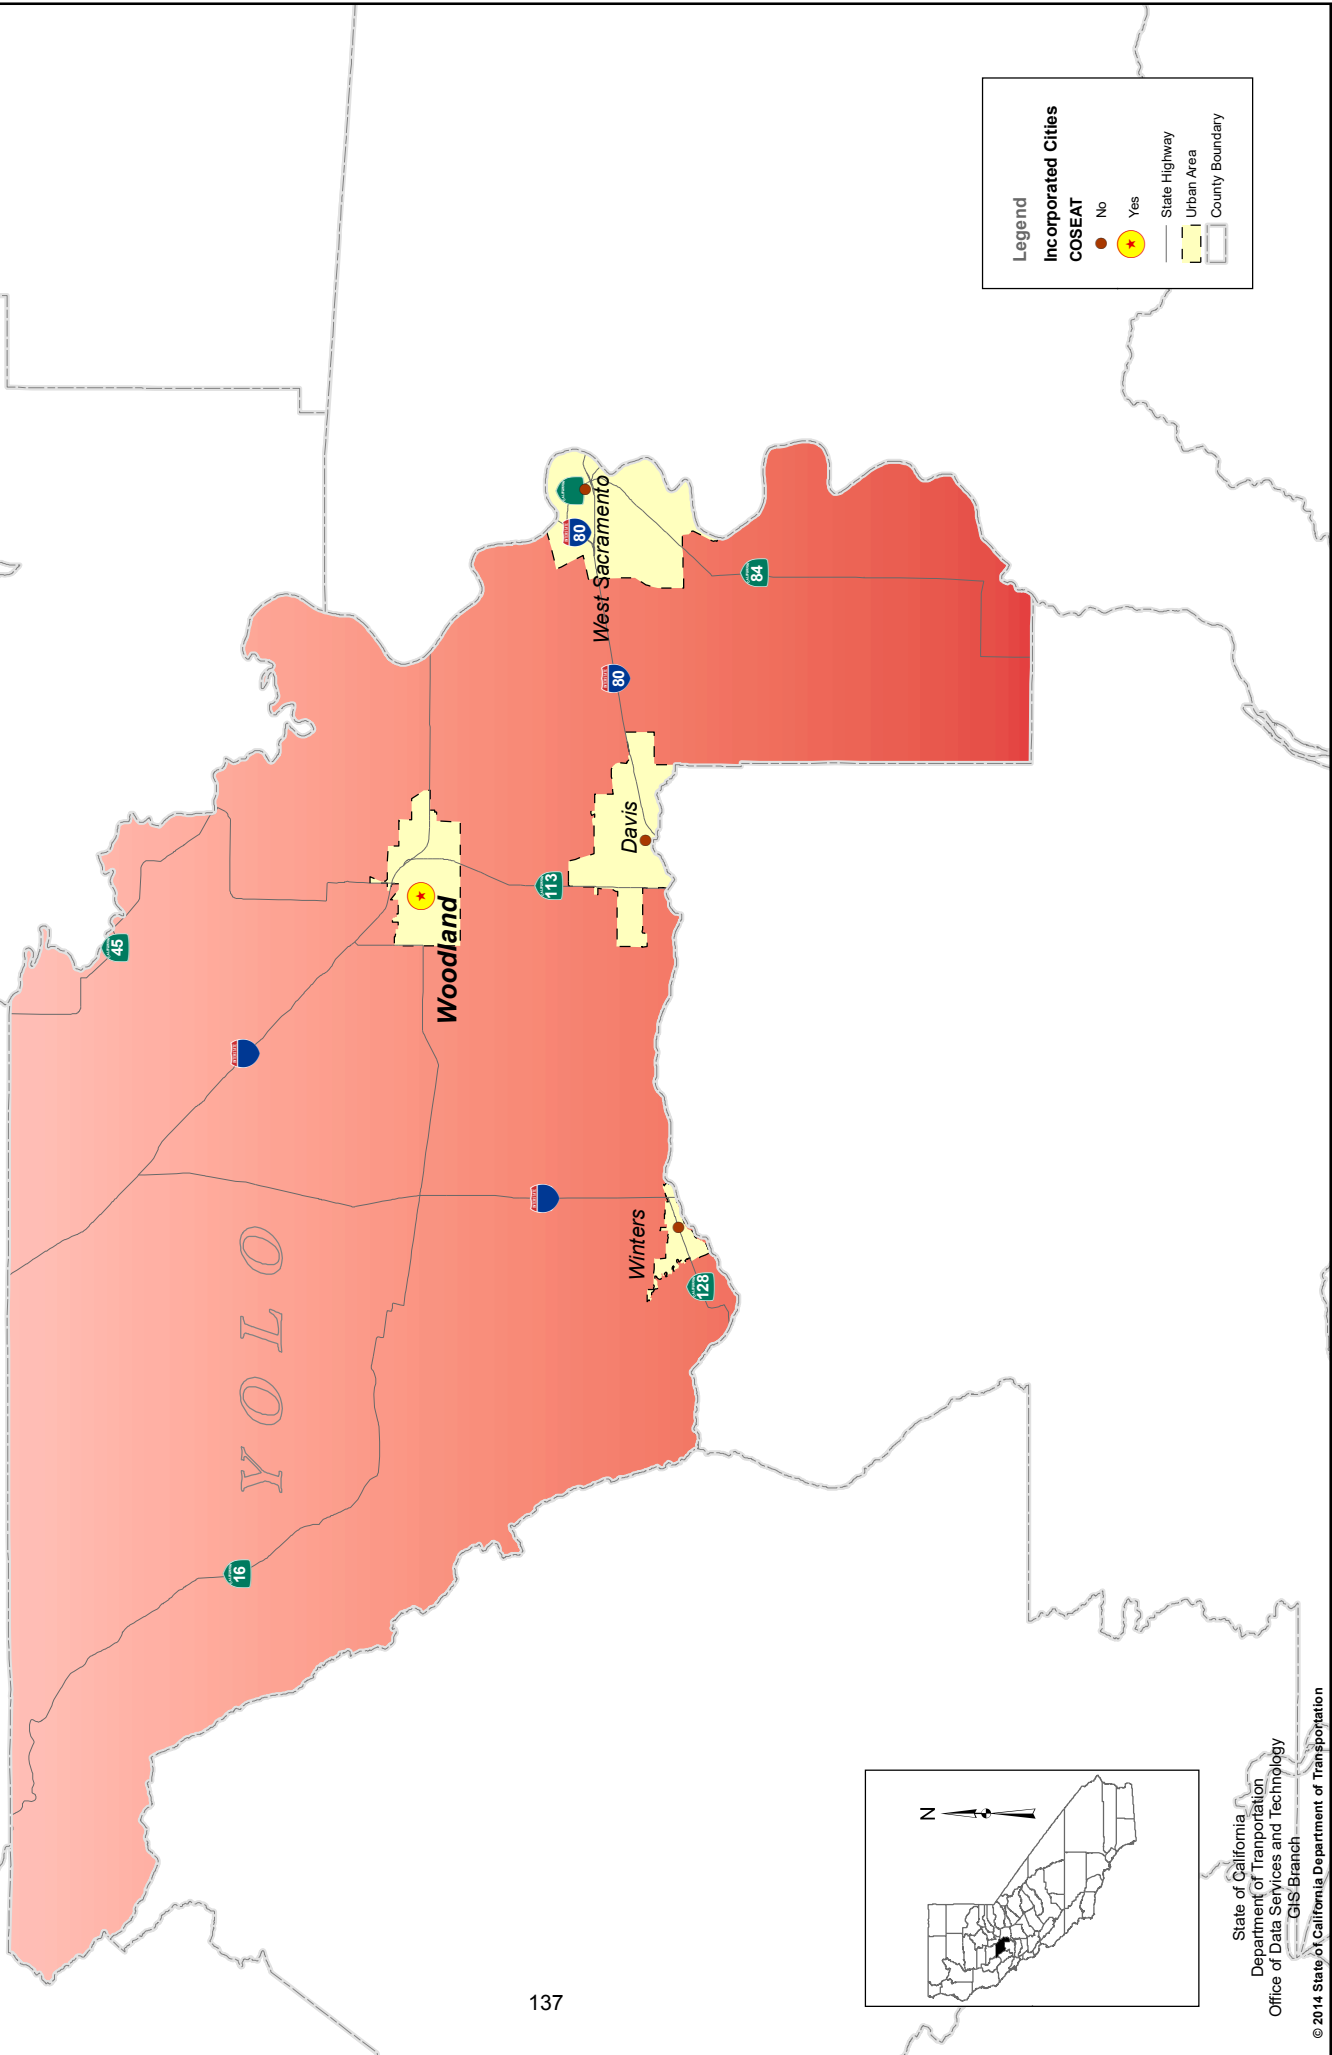 Legend
Incorporated Cities
COSEAT
No
Yes
State Highway
Urban Area
County Boundary
YOLO
45
16
Woodland
113
Davis
80
West Sacramento
80
84
Winters
128
N
State of California
Department of Tranportation
Office of Data Services and Technology
GIS Branch
© 2014 State of California Department of Transportation
137